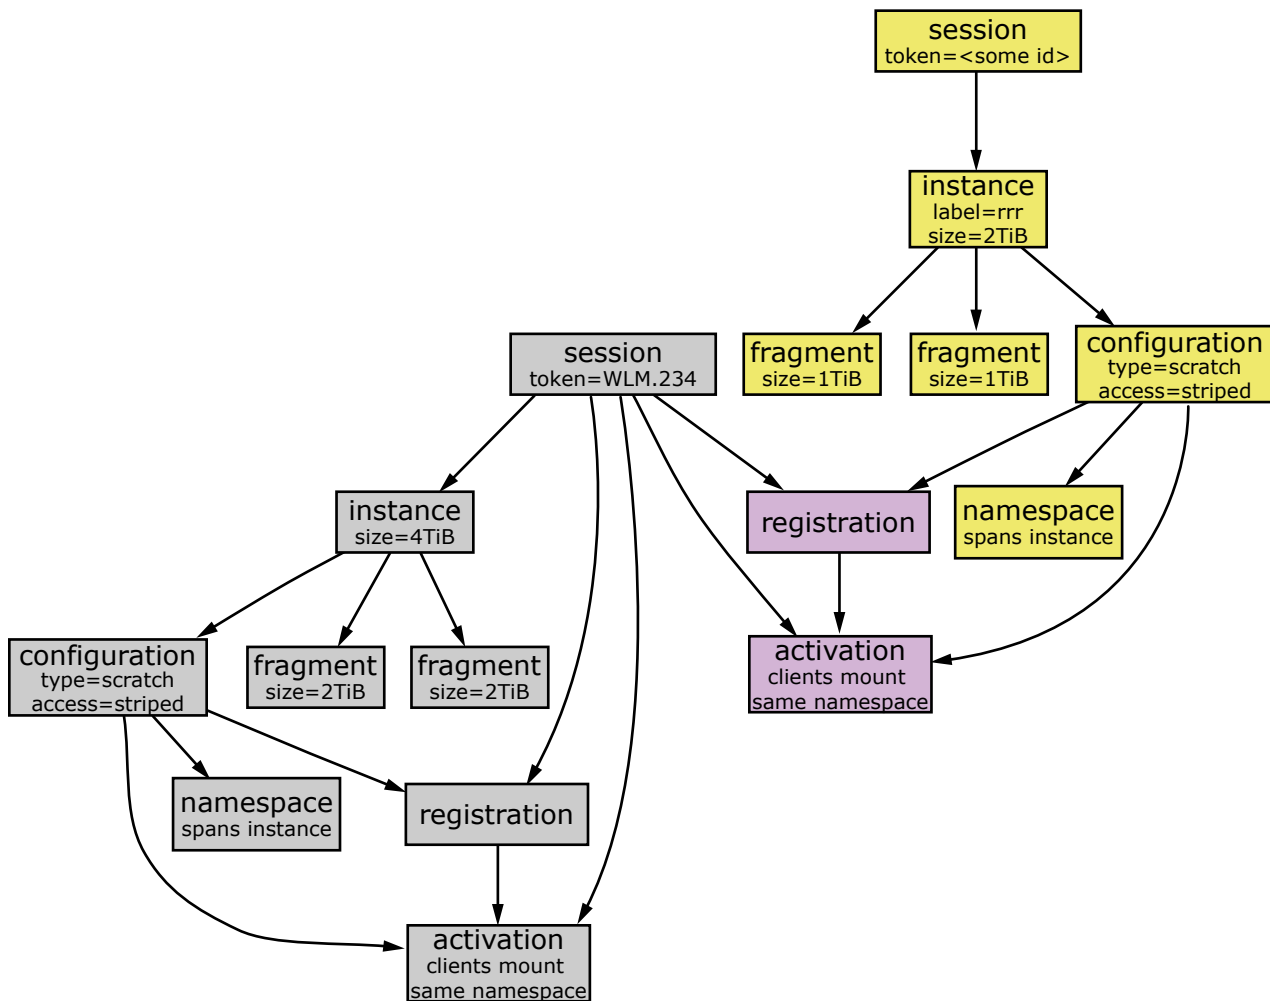 session
token=<some id>
instance
label=rrr
size=2TiB
fragment
size=1TiB
fragment
size=1TiB
configuration
type=scratch
access=striped
session
token=WLM.234
instance
size=4TiB
registration
namespace
spans instance
configuration
type=scratch
access=striped
fragment
size=2TiB
fragment
size=2TiB
activation
clients mount
same namespace
namespace
spans instance
registration
activation
clients mount
same namespace